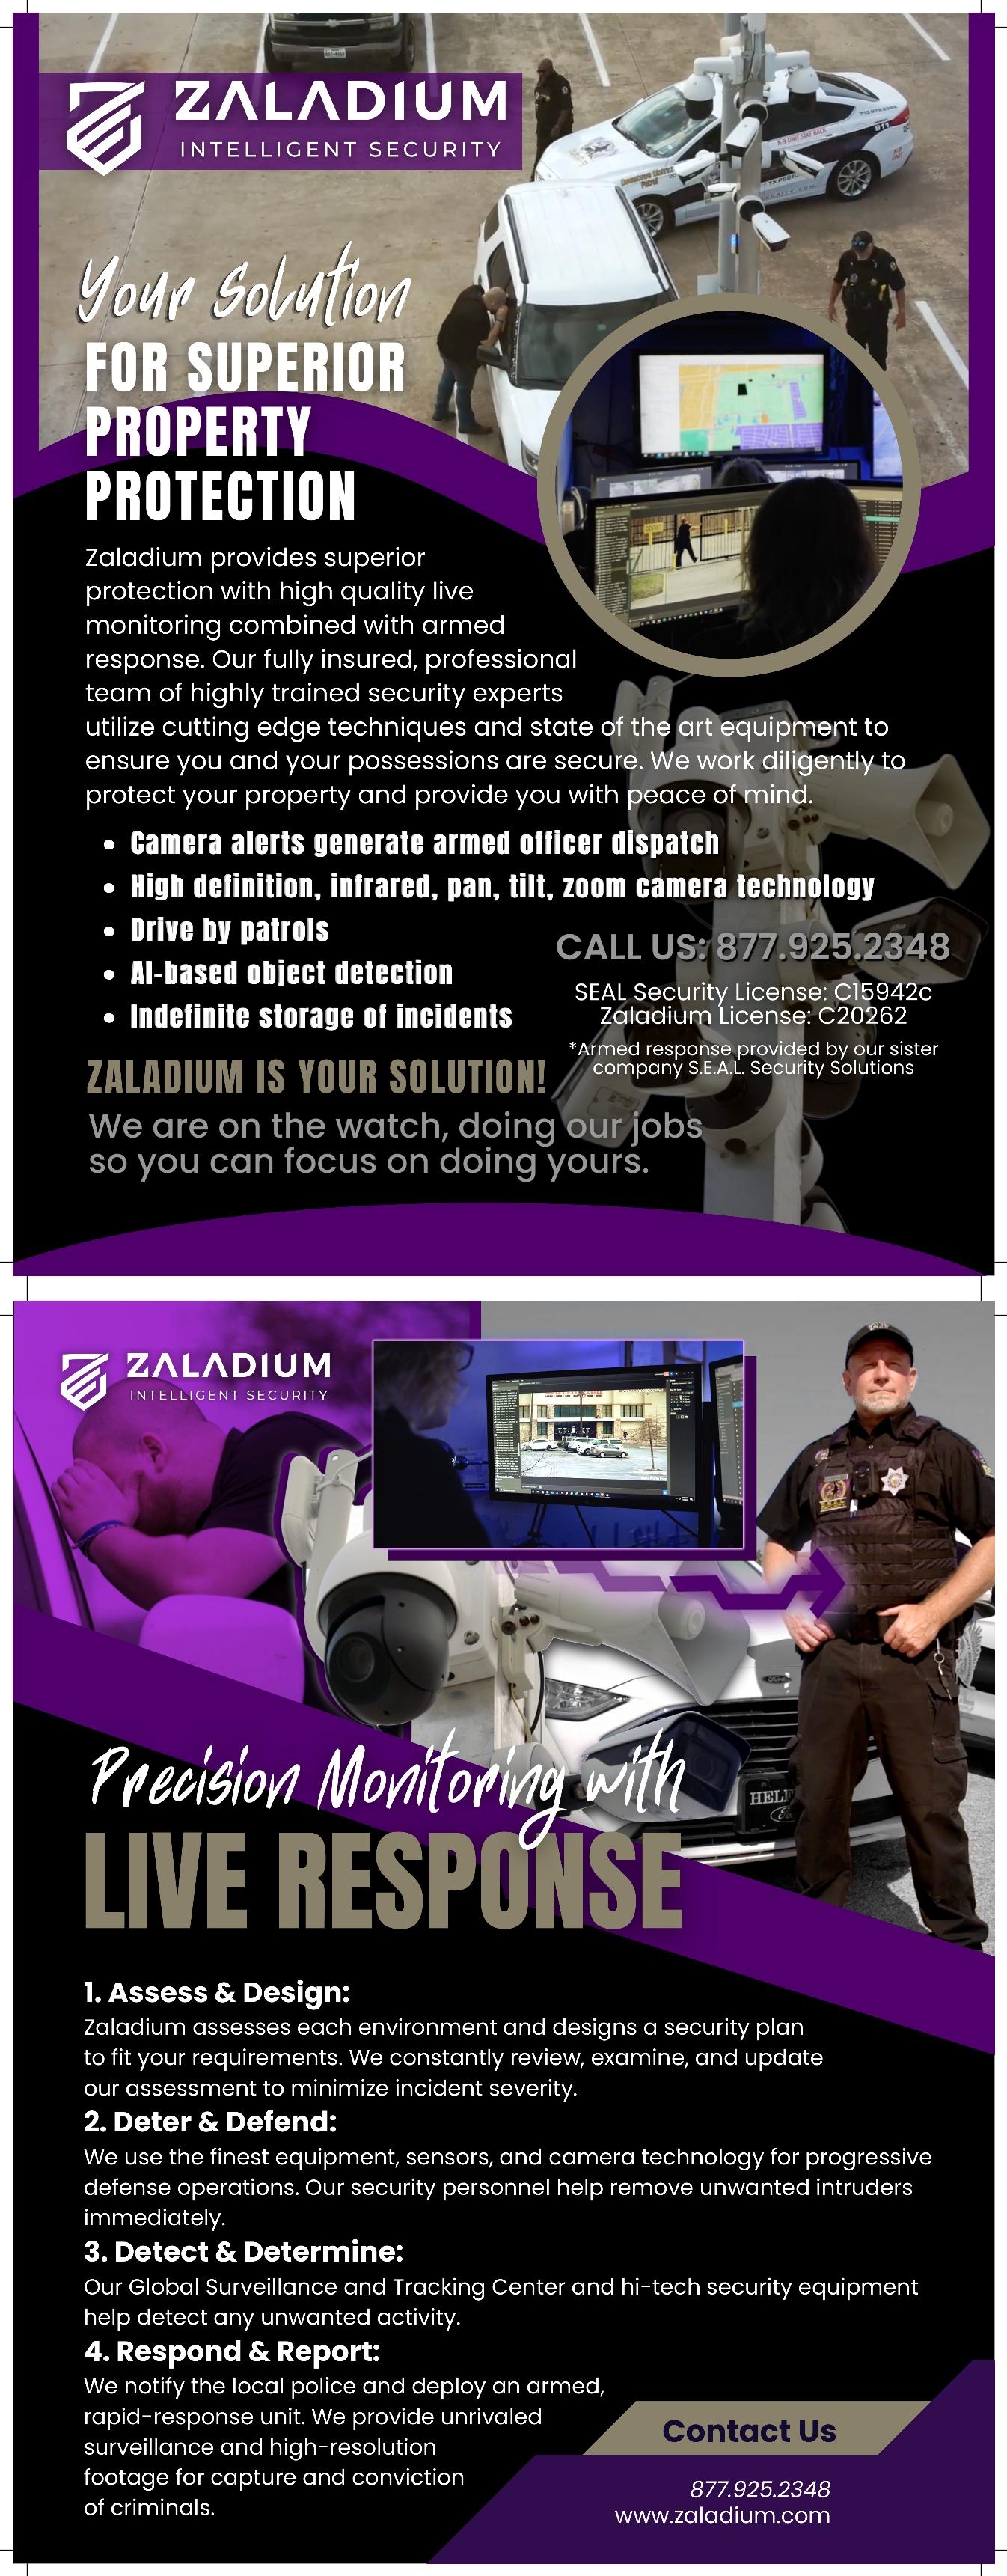 ZALADIUM
INTELLIGENT SECURITY
911
Your Solution
FOR SUPERIOR
PROPERTY
PROTECTION
Zaladium provides superior
protection with high quality live
monitoring combined with armed
response. Our fully insured, professional
team of highly trained security experts
utilize cutting edge techniques and state of the art equipment to
ensure you and your possessions are secure. We work diligently to
protect your property and provide you with peace of mind.
• Camera alerts generate armed officer dispatch
• High definition, infrared, pan, tilt, zoom camera technology
• Drive by patrols
• AI-based object detection
• Indefinite storage of incidents
CALL US: 877.925.2348
SEAL Security License: C15942c
Zaladium License: C20262
*Armed response provided by our sister
company S.E.A.L. Security Solutions
ZALADIUM IS YOUR SOLUTION!
We are on the watch, doing our jobs
so you can focus on doing yours.
ZALADIUM
INTELLIGENT SECURITY
Precision Monitoring with
LIVE RESPONSE
1. Assess & Design:
Zaladium assesses each environment and designs a security plan
to fit your requirements. We constantly review, examine, and update
our assessment to minimize incident severity.
2. Deter & Defend:
We use the finest equipment, sensors, and camera technology for progressive
defense operations. Our security personnel help remove unwanted intruders
immediately.
3. Detect & Determine:
Our Global Surveillance and Tracking Center and hi-tech security equipment
help detect any unwanted activity.
4. Respond & Report:
We notify the local police and deploy an armed,
rapid-response unit. We provide unrivaled
surveillance and high-resolution
footage for capture and conviction
of criminals.
Contact Us
877.925.2348
www.zaladium.com